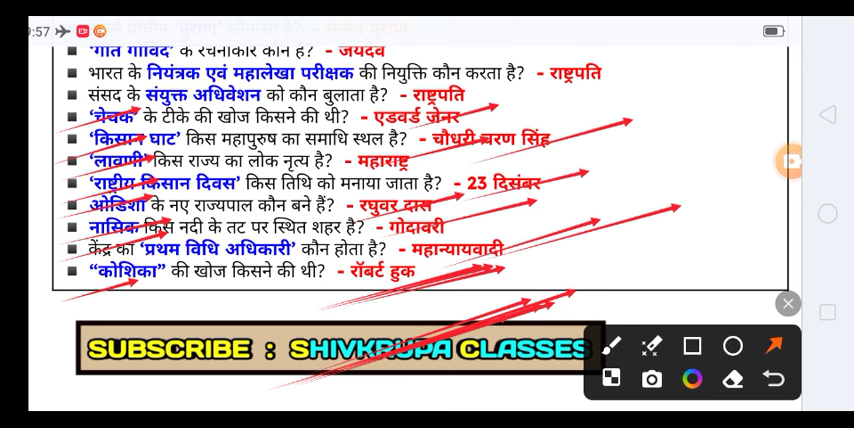 :57
'गीत गोविंद' के रचनाकार कौन है? - जयदेव
■ भारत के नियंत्रक एवं महालेखा परीक्षक की नियुक्ति कौन करता है? - राष्ट्रपति
■ संसद के संयुक्त अधिवेशन को कौन बुलाता है? - राष्ट्रपति
■ 'चेचक' के टीके की खोज किसने की थी? - एडवर्ड जेनर
■ 'किसान घाट' किस महापुरुष का समाधि स्थल है? - चौधरी चरण सिंह
■ 'लावणी' किस राज्य का लोक नृत्य है? - महाराष्ट्र
■ 'राष्ट्रीय किसान दिवस' किस तिथि को मनाया जाता है? - 23 दिसंबर
■ ओडिशा के नए राज्यपाल कौन बने हैं? - रघुवर दास
■ नासिक किस नदी के तट पर स्थित शहर है? - गोदावरी
■ केंद्र का 'प्रथम विधि अधिकारी' कौन होता है? - महान्यायवादी
■ "कोशिका" की खोज किसने की थी? - रॉबर्ट हुक
SUBSCRIBE : SHIVKRUPA CLASSES